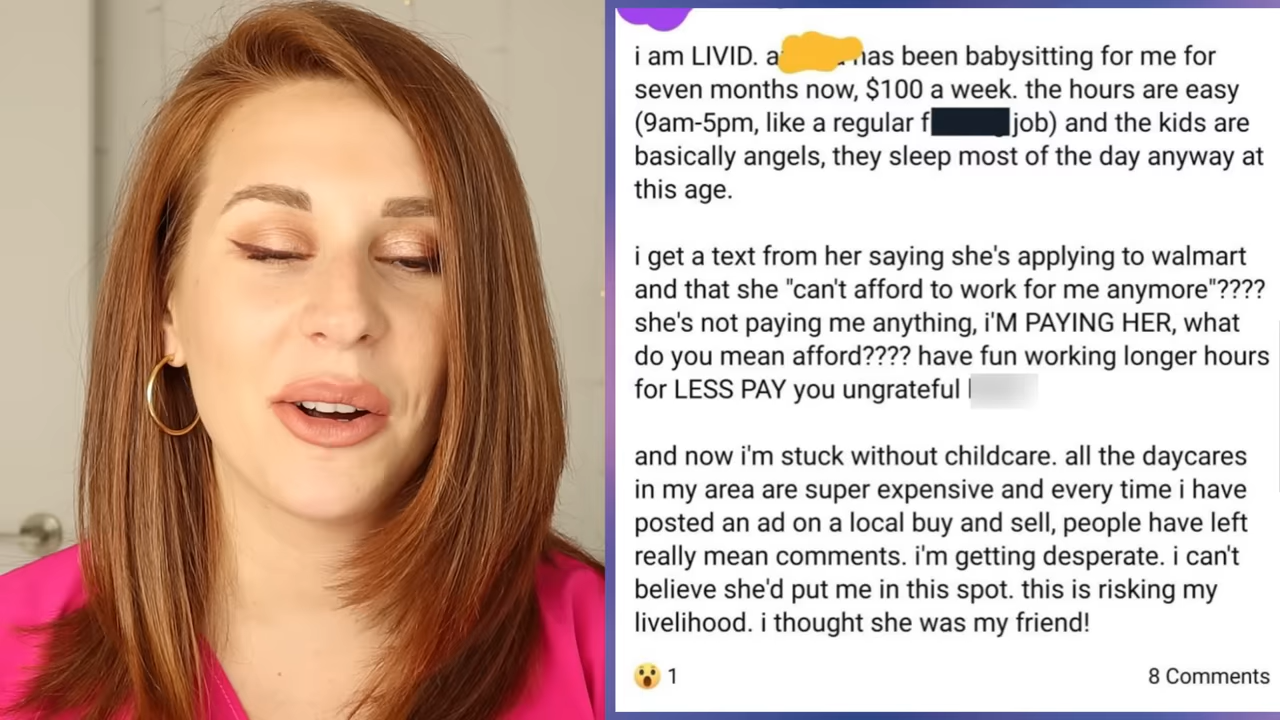 i am LIVID. a has been babysitting for me for
seven months now, $100 a week. the hours are easy
(9am-5pm, like a regular f job) and the kids are
basically angels, they sleep most of the day anyway at
this age.
i get a text from her saying she's applying to walmart
and that she "can't afford to work for me anymore"????
she's not paying me anything, i'M PAYING HER, what
do you mean afford???? have fun working longer hours
for LESS PAY you ungrateful
and now i'm stuck without childcare. all the daycares
in my area are super expensive and every time i have
posted an ad on a local buy and sell, people have left
really mean comments. i'm getting desperate. i can't
believe she'd put me in this spot. this is risking my
livelihood. i thought she was my friend!
1 8 Comments